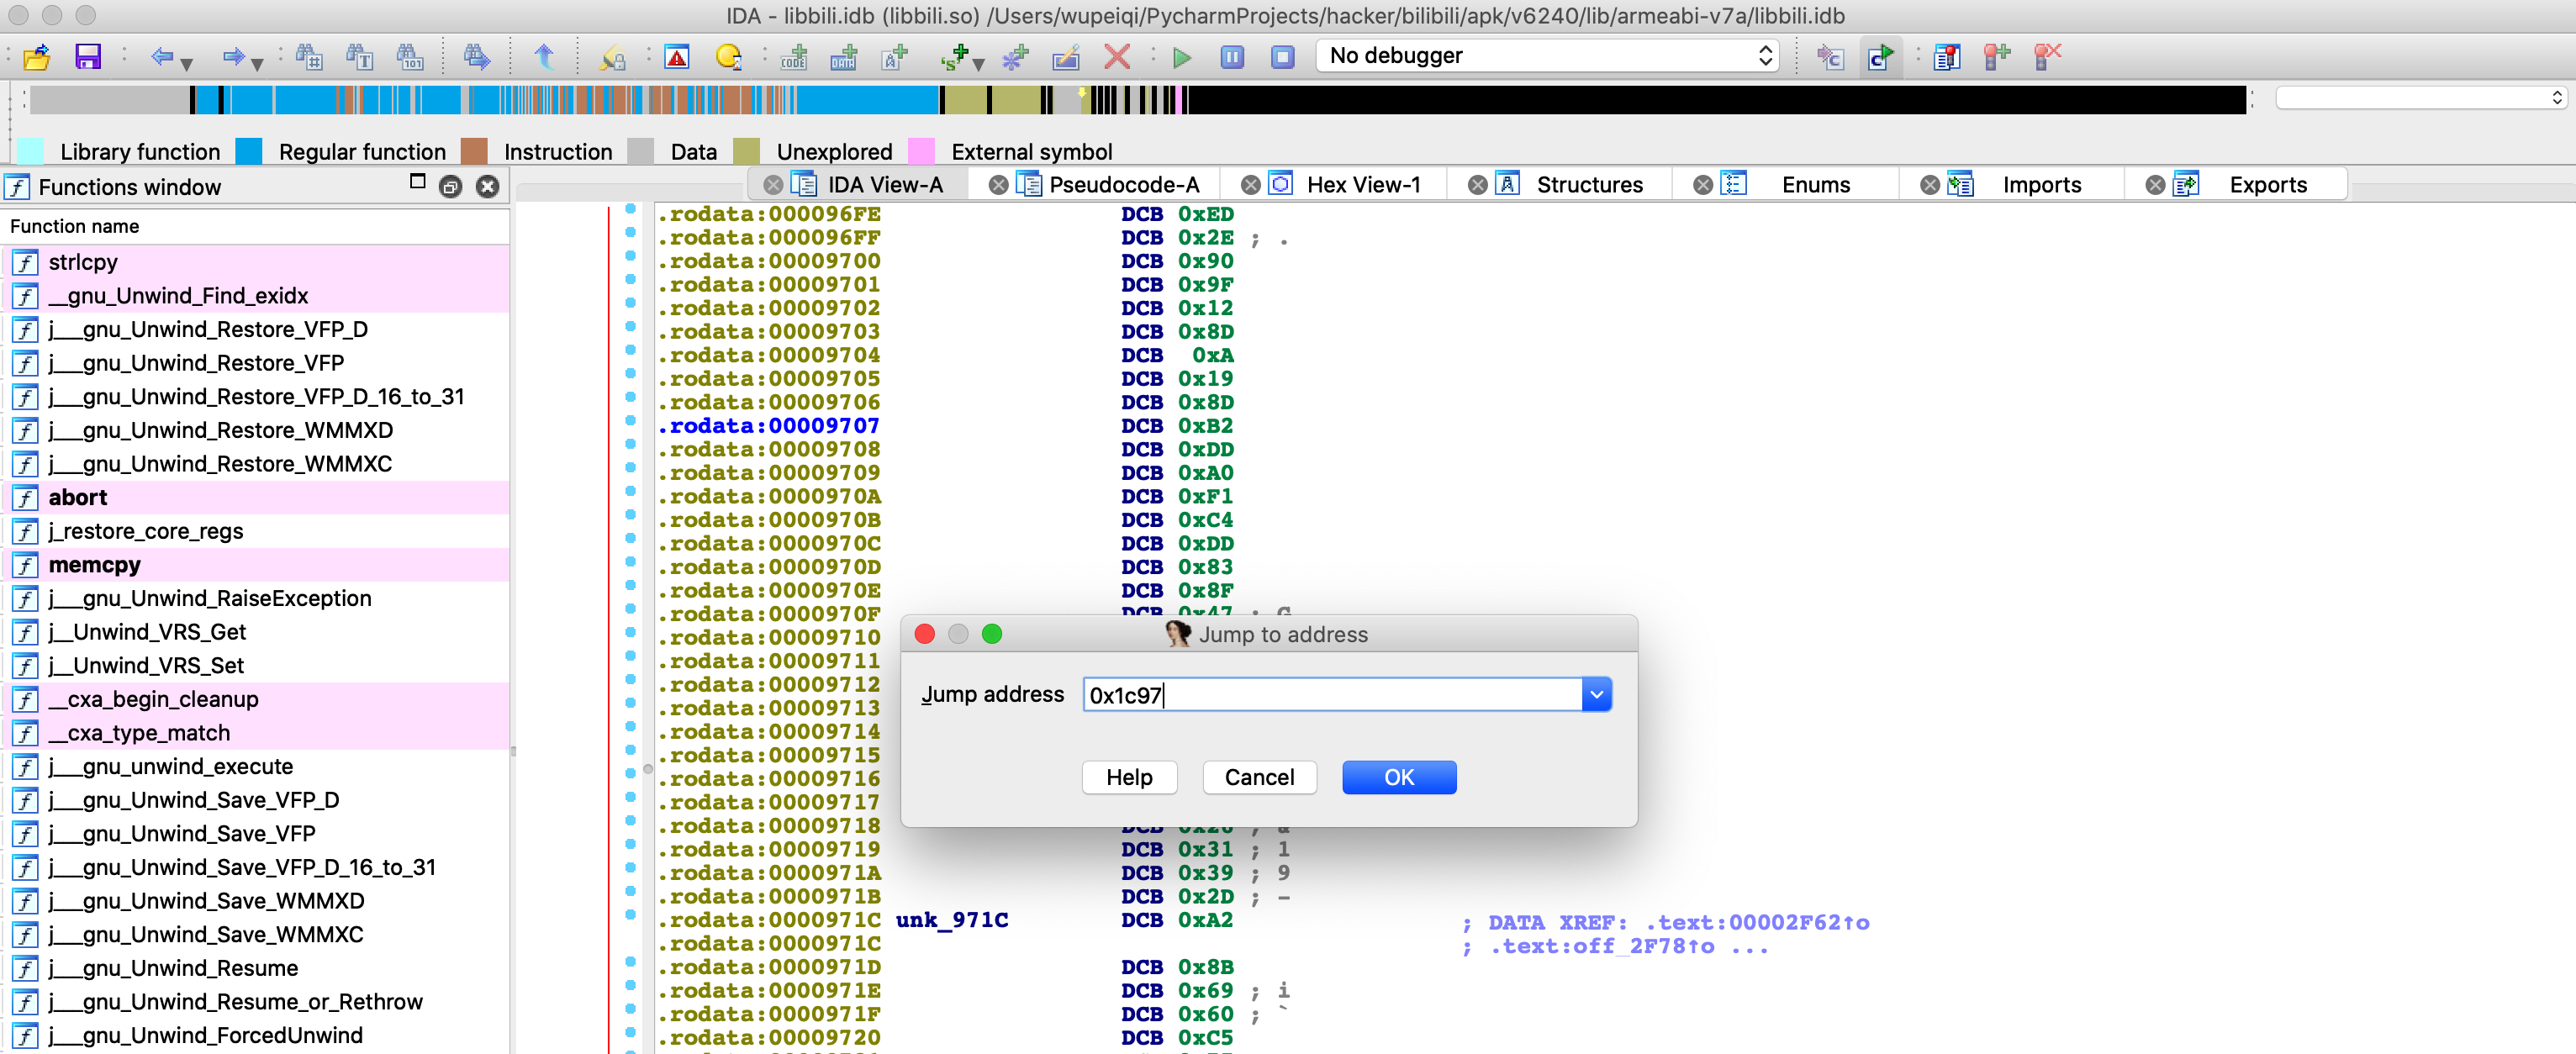 IDA - libbili.idb (libbili.so) /Users/wupeiqi/PycharmProjects/hacker/bilibili/apk/v6240/lib/armeabi-v7a/libbili.idb
No debugger
Library function Regular function Instruction Data Unexplored External symbol
Functions window
IDA View-A Pseudocode-A Hex View-1 Structures Enums Imports Exports
Function name
strlcpy
__gnu_Unwind_Find_exidx
j___gnu_Unwind_Restore_VFP_D
j___gnu_Unwind_Restore_VFP
j___gnu_Unwind_Restore_VFP_D_16_to_31
j___gnu_Unwind_Restore_WMMXD
j___gnu_Unwind_Restore_WMMXC
abort
j_restore_core_regs
memcpy
j___gnu_Unwind_RaiseException
j__Unwind_VRS_Get
j__Unwind_VRS_Set
__cxa_begin_cleanup
__cxa_type_match
j___gnu_unwind_execute
j___gnu_Unwind_Save_VFP_D
j___gnu_Unwind_Save_VFP
j___gnu_Unwind_Save_VFP_D_16_to_31
j___gnu_Unwind_Save_WMMXD
j___gnu_Unwind_Save_WMMXC
j___gnu_Unwind_Resume
j___gnu_Unwind_Resume_or_Rethrow
j___gnu_Unwind_ForcedUnwind
.rodata:000096FE DCB 0xED
.rodata:000096FF DCB 0x2E ; .
.rodata:00009700 DCB 0x90
.rodata:00009701 DCB 0x9F
.rodata:00009702 DCB 0x12
.rodata:00009703 DCB 0x8D
.rodata:00009704 DCB 0xA
.rodata:00009705 DCB 0x19
.rodata:00009706 DCB 0x8D
.rodata:00009707 DCB 0xB2
.rodata:00009708 DCB 0xDD
.rodata:00009709 DCB 0xA0
.rodata:0000970A DCB 0xF1
.rodata:0000970B DCB 0xC4
.rodata:0000970C DCB 0xDD
.rodata:0000970D DCB 0x83
.rodata:0000970E DCB 0x8F
.rodata:0000970F DCB 0x47 ; G
.rodata:00009710
.rodata:00009711
.rodata:00009712
.rodata:00009713
.rodata:00009714
.rodata:00009715
.rodata:00009716
.rodata:00009717
.rodata:00009718 DCB 0x26 ; &
.rodata:00009719 DCB 0x31 ; 1
.rodata:0000971A DCB 0x39 ; 9
.rodata:0000971B DCB 0x2D ; -
.rodata:0000971C unk_971C DCB 0xA2 ; DATA XREF: .text:00002F62↑o
.rodata:0000971C ; .text:off_2F78↑o ...
.rodata:0000971D DCB 0x8B
.rodata:0000971E DCB 0x69 ; i
.rodata:0000971F DCB 0x60 ; `
.rodata:00009720 DCB 0xC5
Jump to address
Jump address 0x1c97
Help Cancel OK